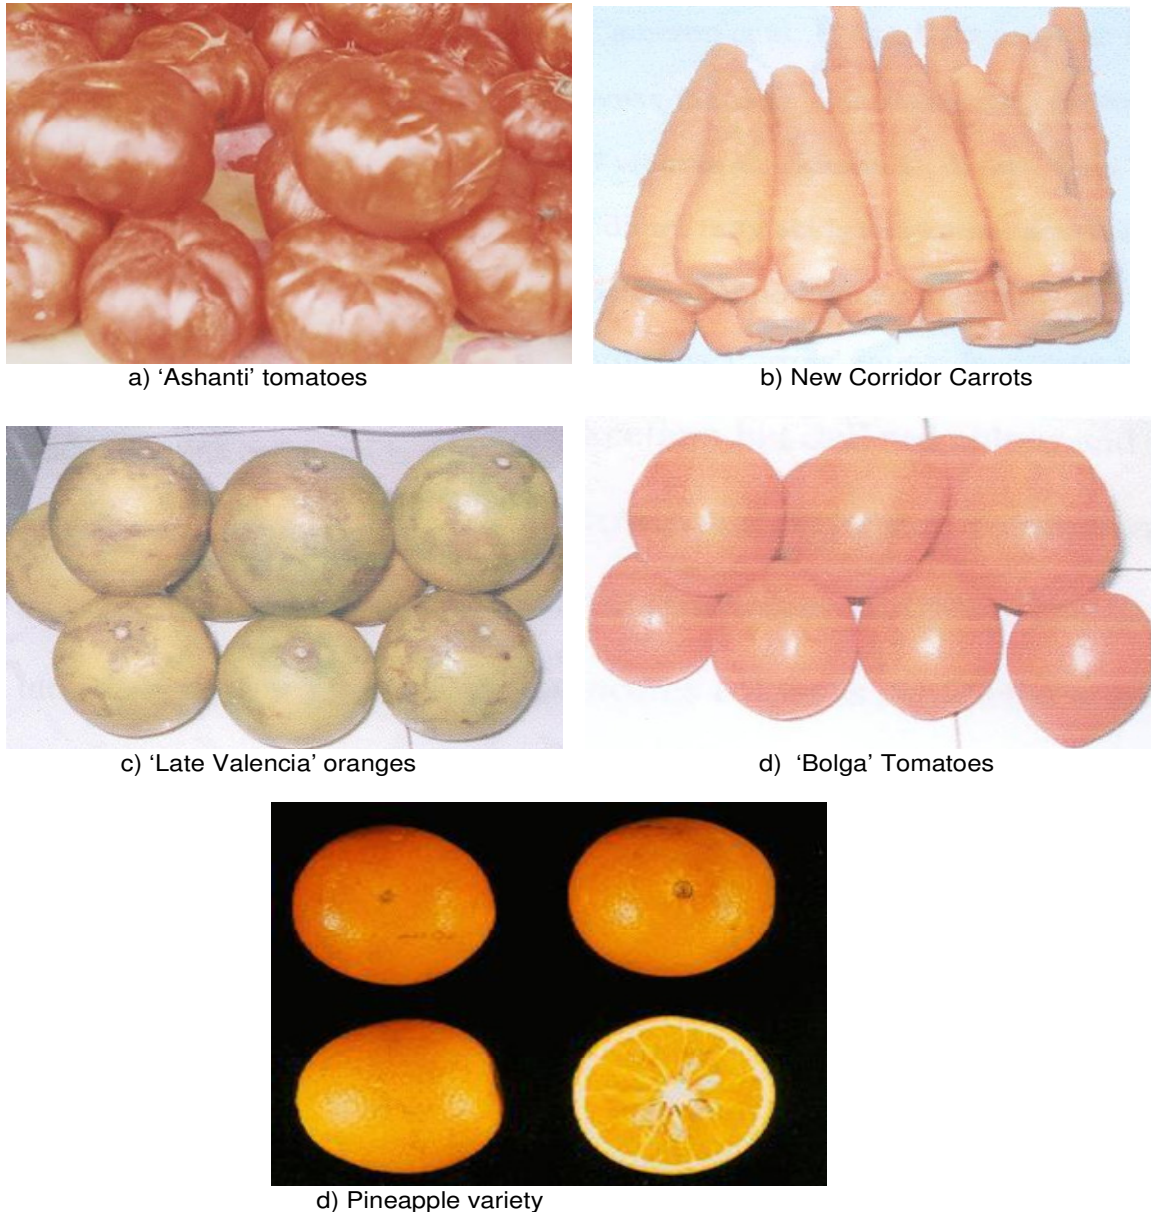 a) ‘Ashanti’ tomatoes
b) New Corridor Carrots
c) ‘Late Valencia’ oranges
d) ‘Bolga’ Tomatoes
d) Pineapple variety